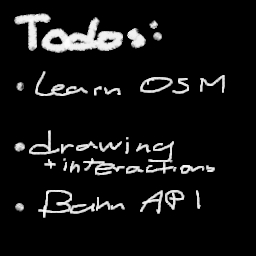 Todos:
• Learn OSM
• drawing
+ interactions
• Bahn API